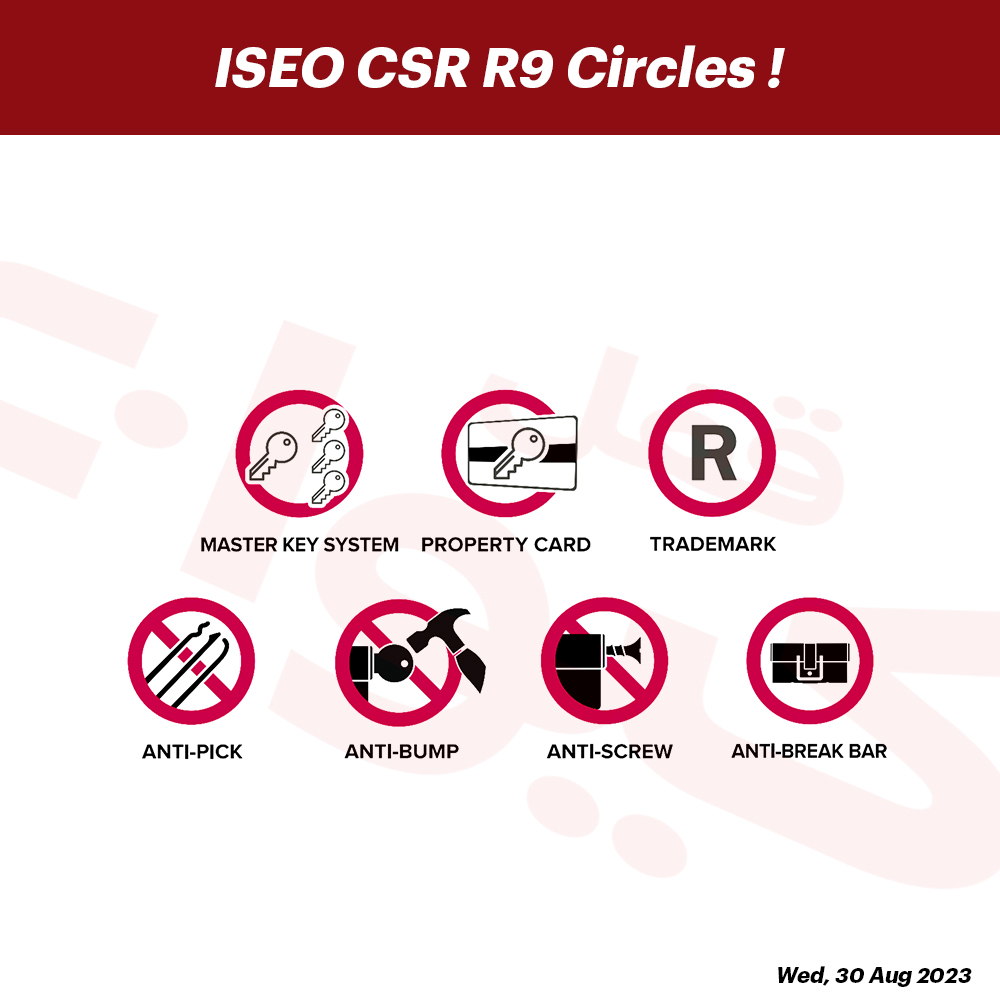 ISEO CSR R9 Circles !
R
MASTER KEY SYSTEM
PROPERTY CARD
TRADEMARK
ANTI-PICK
ANTI-BUMP
ANTI-SCREW
ANTI-BREAK BAR
Wed, 30 Aug 2023